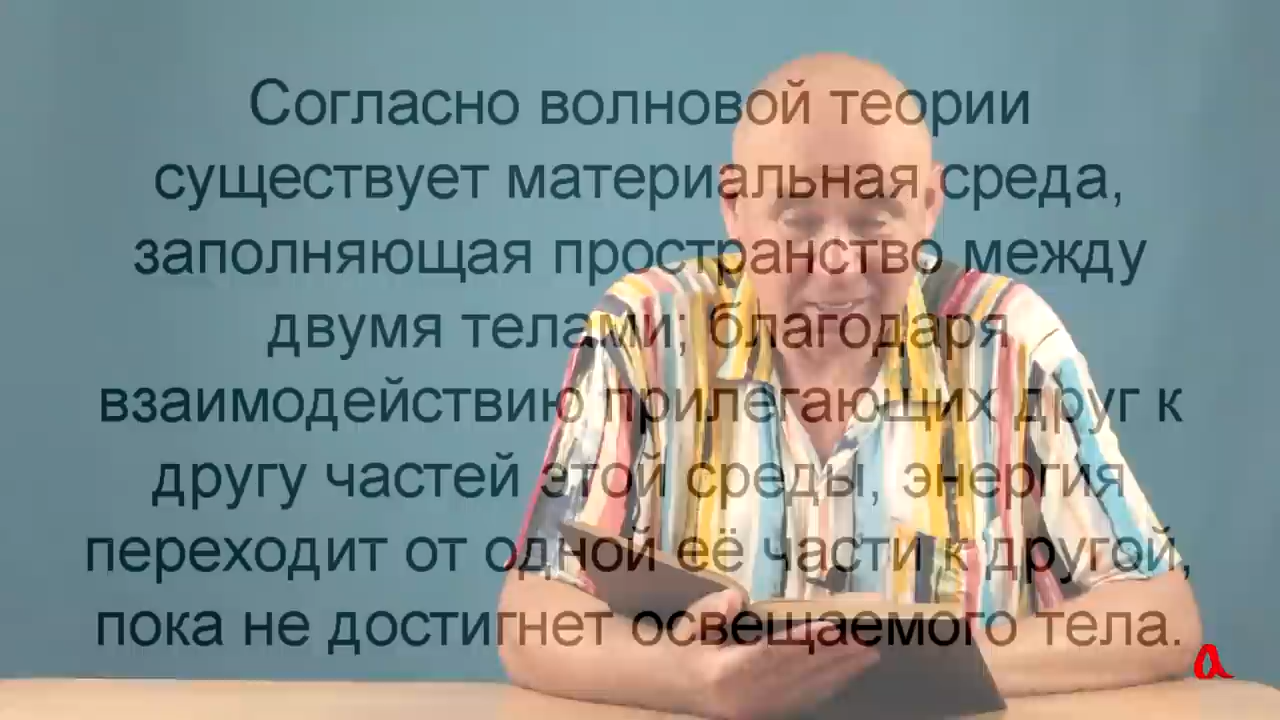 Согласно волновой теории
существует материальная среда,
заполняющая пространство между
двумя телами; благодаря
взаимодействию прилегающих друг к
другу частей этой среды, энергия
переходит от одной её части к другой,
пока не достигнет освещаемого тела.
a